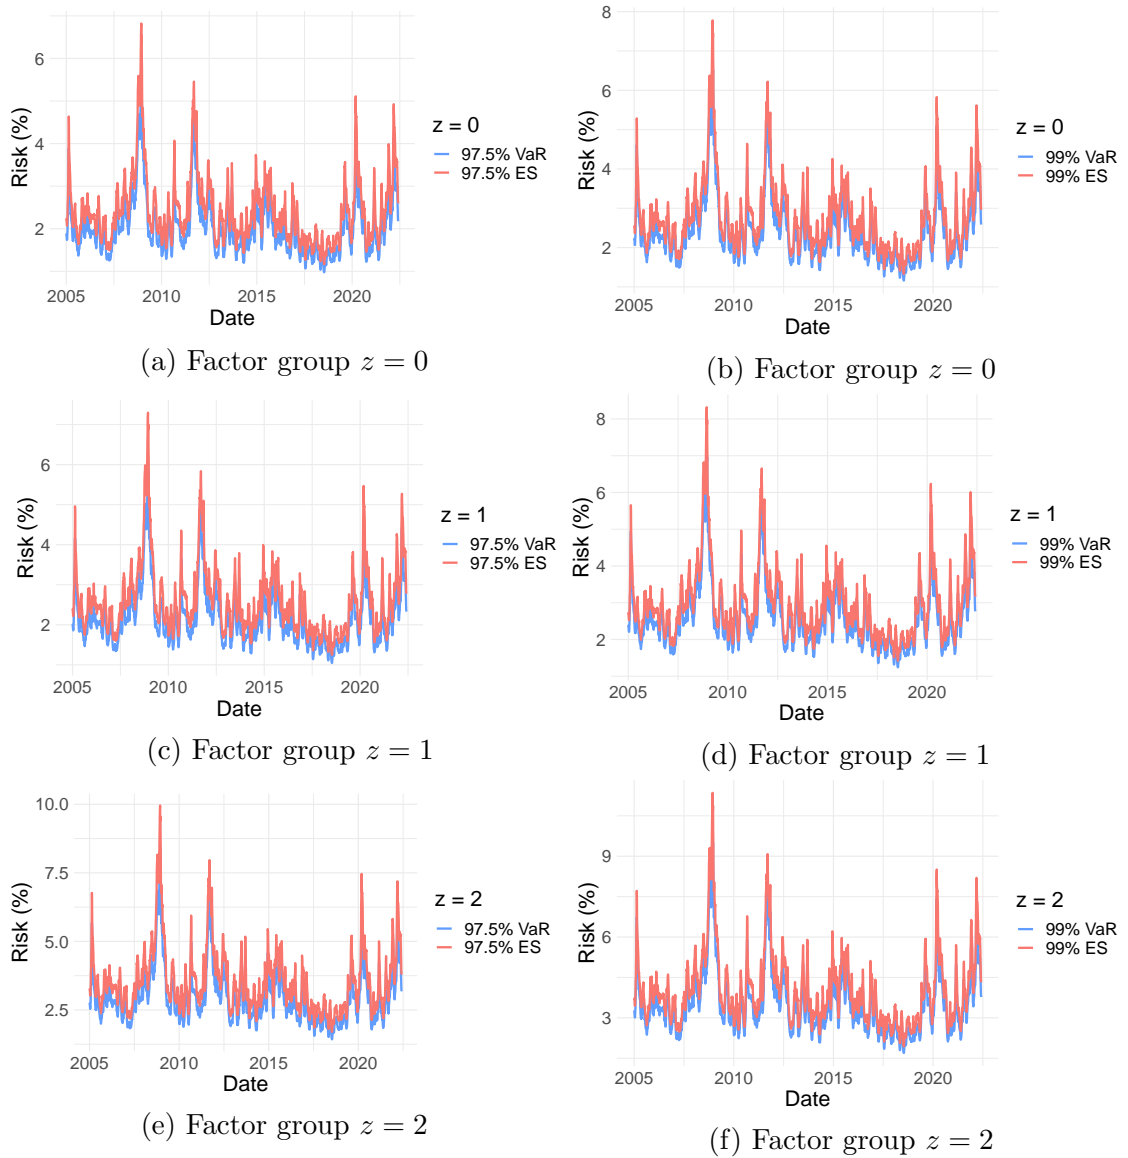 6
4
2
Risk (%)
2005 2010 2015 2020
Date
z = 0
97.5% VaR
97.5% ES
(a) Factor group z = 0
8
6
4
2
Risk (%)
2005 2010 2015 2020
Date
z = 0
99% VaR
99% ES
(b) Factor group z = 0
6
4
2
Risk (%)
2005 2010 2015 2020
Date
z = 1
97.5% VaR
97.5% ES
(c) Factor group z = 1
8
6
4
2
Risk (%)
2005 2010 2015 2020
Date
z = 1
99% VaR
99% ES
(d) Factor group z = 1
10.0
7.5
5.0
2.5
Risk (%)
2005 2010 2015 2020
Date
z = 2
97.5% VaR
97.5% ES
(e) Factor group z = 2
9
6
3
Risk (%)
2005 2010 2015 2020
Date
z = 2
99% VaR
99% ES
(f) Factor group z = 2